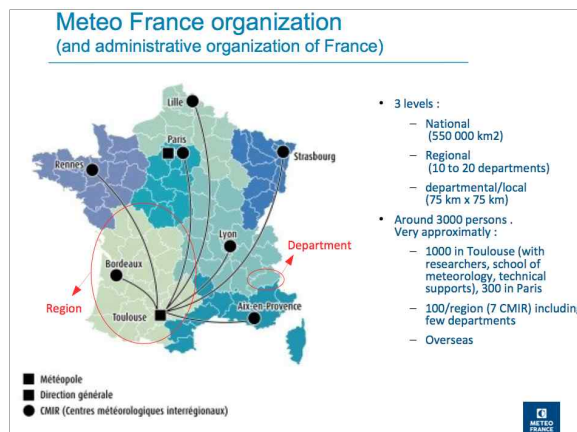 Meteo France organization
(and administrative organization of France)
Lille
Paris
Strasbourg
Rennes
Lyon
Department
Bordeaux
Region
Toulouse
Aix-en-Provence
Météopole
Direction générale
CMIR (Centres météorologiques interrégionaux)
• 3 levels :
– National
(550 000 km2)
– Regional
(10 to 20 departments)
– departmental/local
(75 km x 75 km)
• Around 3000 persons .
Very approximatly :
– 1000 in Toulouse (with
researchers, school of
meteorology, technical
supports), 300 in Paris
– 100/region (7 CMIR) including
few departments
– Overseas
METEO
FRANCE